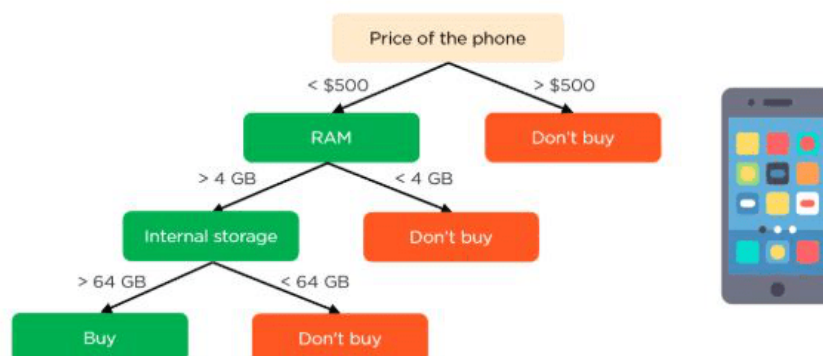 Price of the phone
< $500
> $500
RAM
Don't buy
> 4 GB
< 4 GB
Internal storage
Don't buy
> 64 GB
< 64 GB
Buy
Don't buy